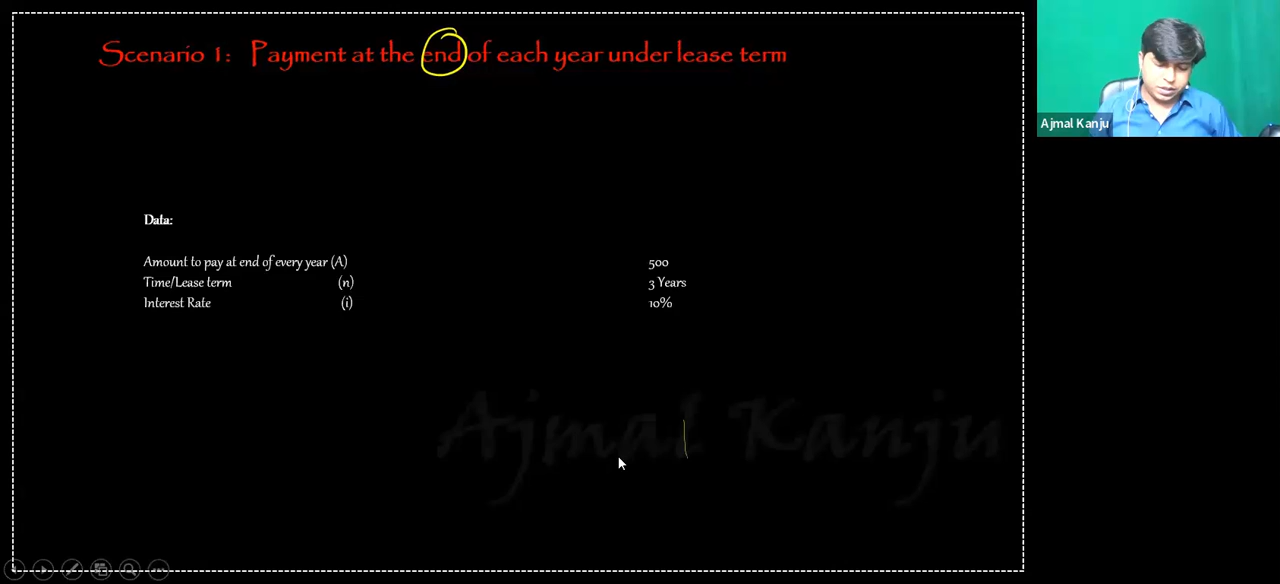 Scenario 1: Payment at the end of each year under lease term
Ajmal Kanju
Data:
Amount to pay at end of every year (A) 500
Time/Lease term (n) 3 Years
Interest Rate (i) 10%
Ajmal Kanju